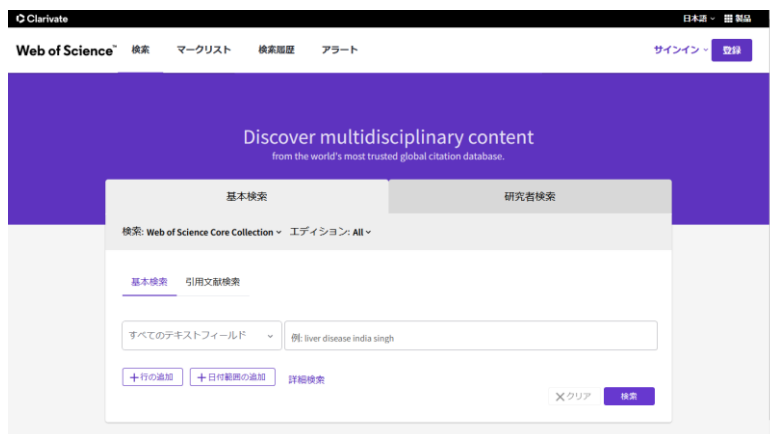 Clarivate 日本語 製品
Web of Science™ 検索 マークリスト 検索履歴 アラート サインイン 登録
Discover multidisciplinary content
from the world's most trusted global citation database.
基本検索 研究者検索
検索: Web of Science Core Collection エディション: All
基本検索 引用文献検索
すべてのテキストフィールド 例: liver disease india singh
+行の追加 +日付範囲の追加 詳細検索
×クリア 検索